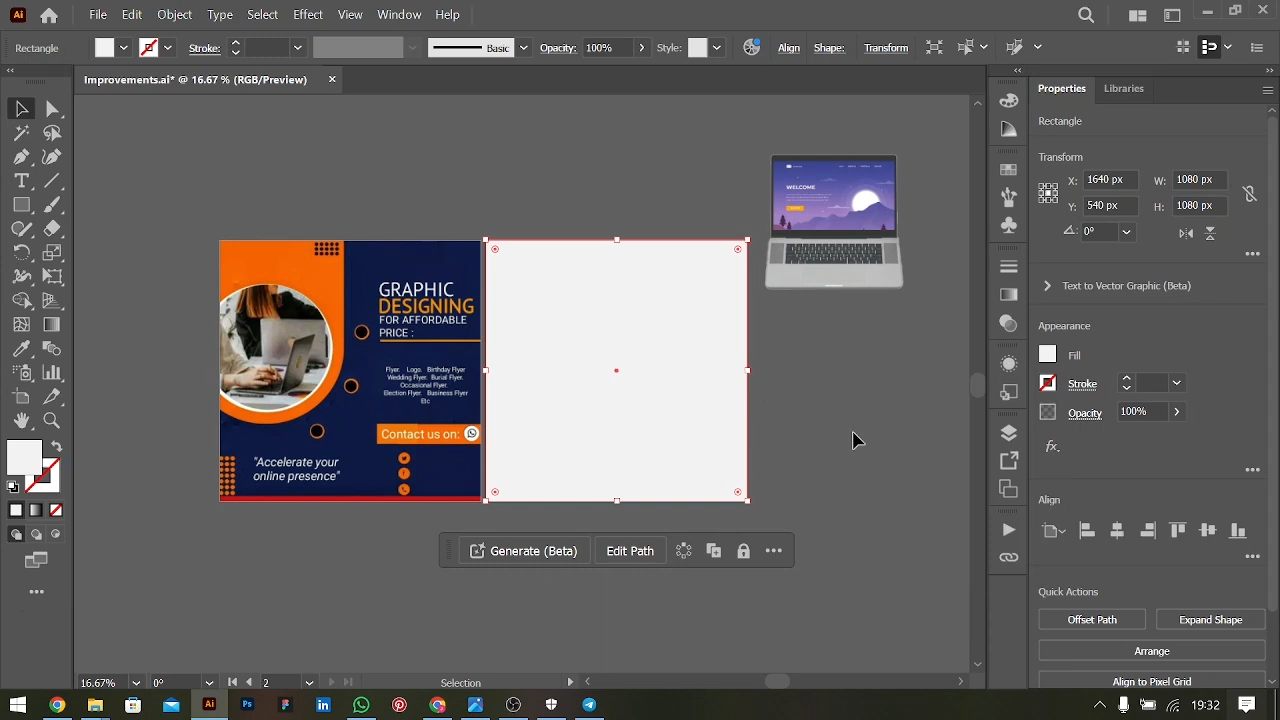 Ai File Edit Object Type Select Effect View Window Help
Rectangle Stroke: Basic Opacity: 100% Style: Align Shape: Transform
Improvements.ai* @ 16.67 % (RGB/Preview) ×
Properties Libraries
Rectangle
Transform
X: 1640 px W: 1080 px
Y: 540 px H: 1080 px
0°
Text to Vector Graphic (Beta)
Appearance
Fill
Stroke
Opacity 100%
fx.
Align
Quick Actions
Offset Path Expand Shape
Arrange
Align to Pixel Grid
WELCOME
GRAPHIC
DESIGNING
FOR AFFORDABLE
PRICE :
Flyer. Logo. Birthday Flyer
Wedding Flyer. Burial Flyer.
Occasional Flyer.
Election Flyer. Business Flyer
Etc
Contact us on:
"Accelerate your
online presence"
Generate (Beta) Edit Path
16.67% 0° 2 Selection
Ai Ps 19:32